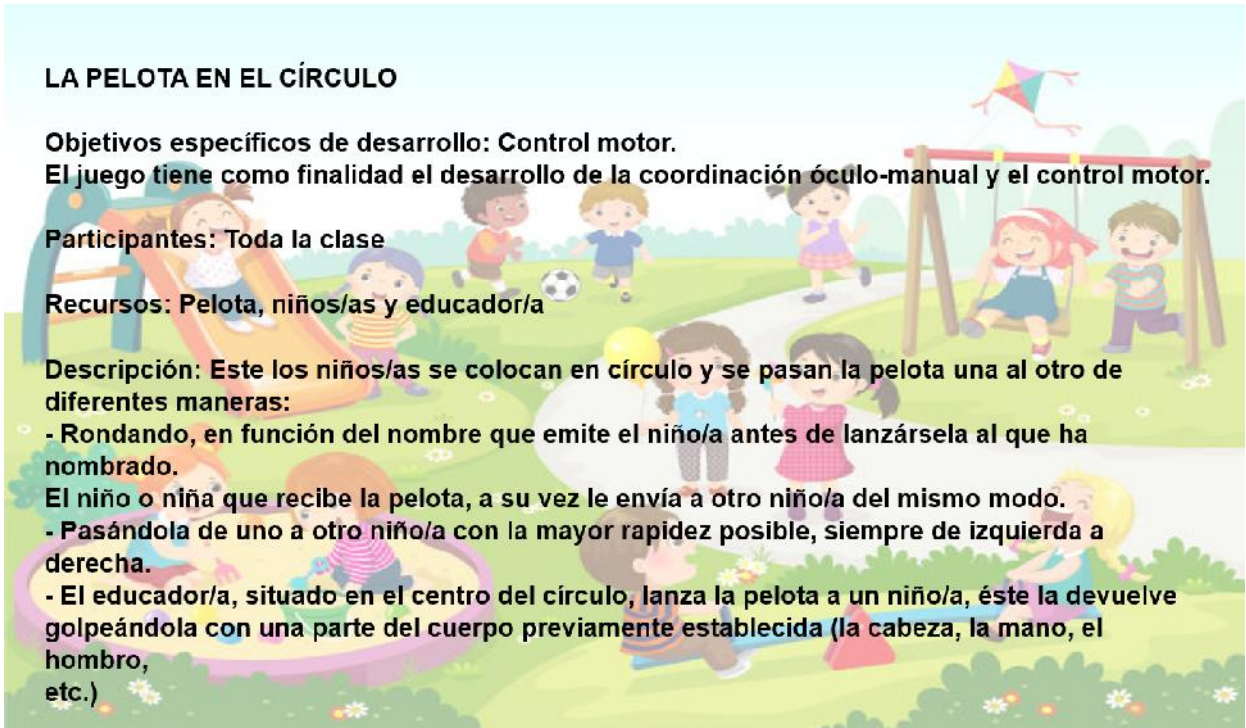 LA PELOTA EN EL CÍRCULO
Objetivos específicos de desarrollo: Control motor.
El juego tiene como finalidad el desarrollo de la coordinación óculo-manual y el control motor.
Participantes: Toda la clase
Recursos: Pelota, niños/as y educador/a
Descripción: Este los niños/as se colocan en círculo y se pasan la pelota una al otro de
diferentes maneras:
- Rondando, en función del nombre que emite el niño/a antes de lanzársela al que ha
nombrado.
El niño o niña que recibe la pelota, a su vez le envía a otro niño/a del mismo modo.
- Pasándola de uno a otro niño/a con la mayor rapidez posible, siempre de izquierda a
derecha.
- El educador/a, situado en el centro del círculo, lanza la pelota a un niño/a, éste la devuelve
golpeándola con una parte del cuerpo previamente establecida (la cabeza, la mano, el
hombro,
etc.)